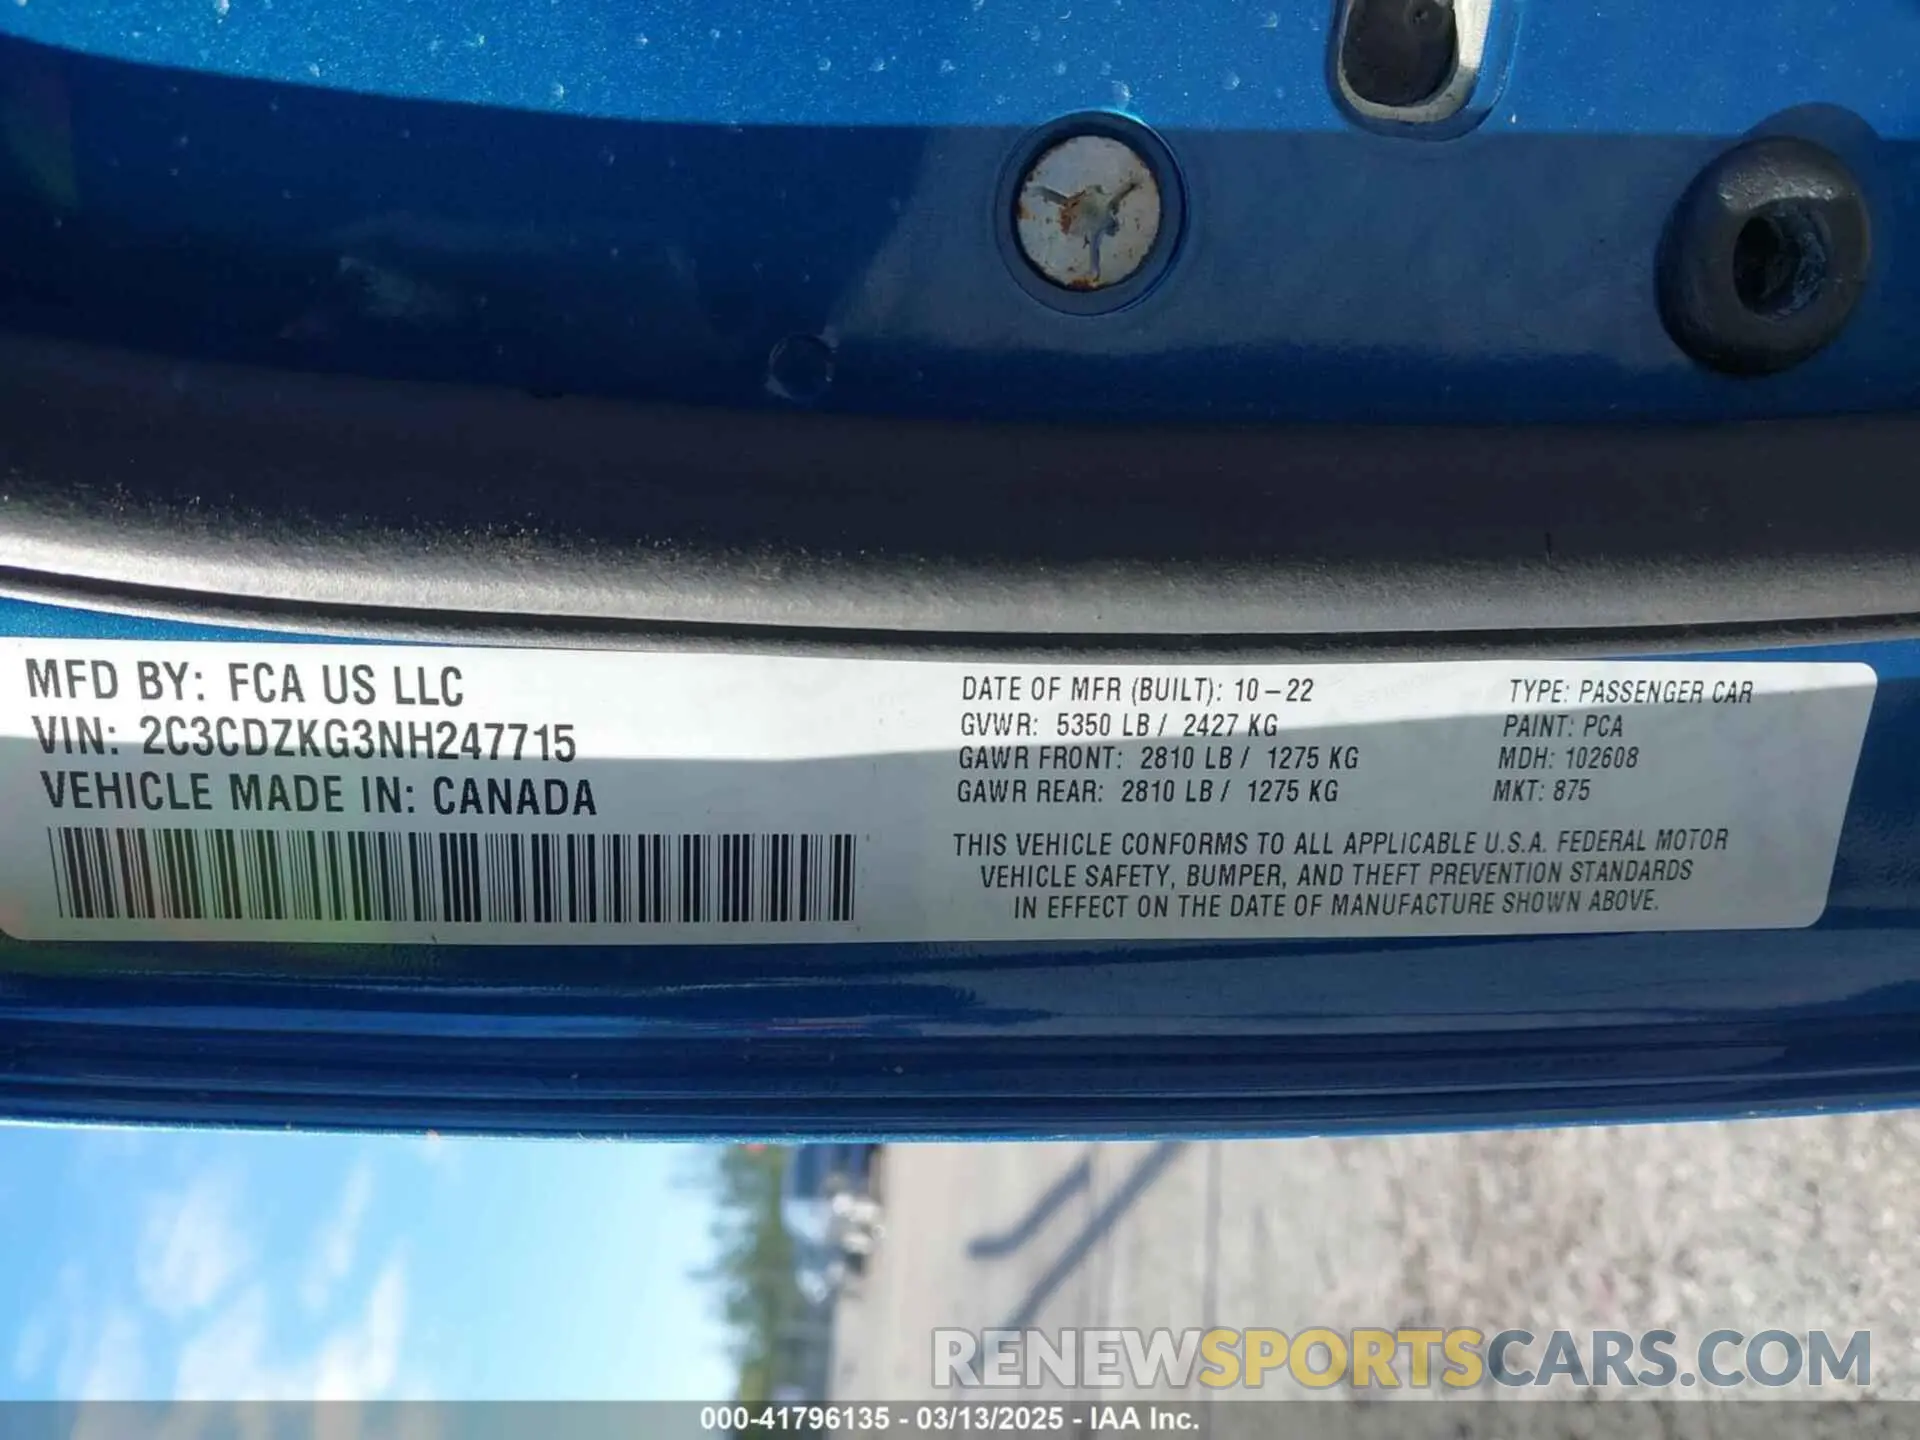 MFD BY: FCA US LLC
VIN: 2C3CDZKG3NH247715
VEHICLE MADE IN: CANADA
DATE OF MFR (BUILT): 10-22
GVWR: 5350 LB / 2427 KG
GAWR FRONT: 2810 LB / 1275 KG
GAWR REAR: 2810 LB / 1275 KG
TYPE: PASSENGER CAR
PAINT: PCA
MDH: 102608
MKT: 875
THIS VEHICLE CONFORMS TO ALL APPLICABLE U.S.A. FEDERAL MOTOR
VEHICLE SAFETY, BUMPER, AND THEFT PREVENTION STANDARDS
IN EFFECT ON THE DATE OF MANUFACTURE SHOWN ABOVE.
RENEWSPORTSCARS.COM
000-41796135 - 03/13/2025 - IAA Inc.